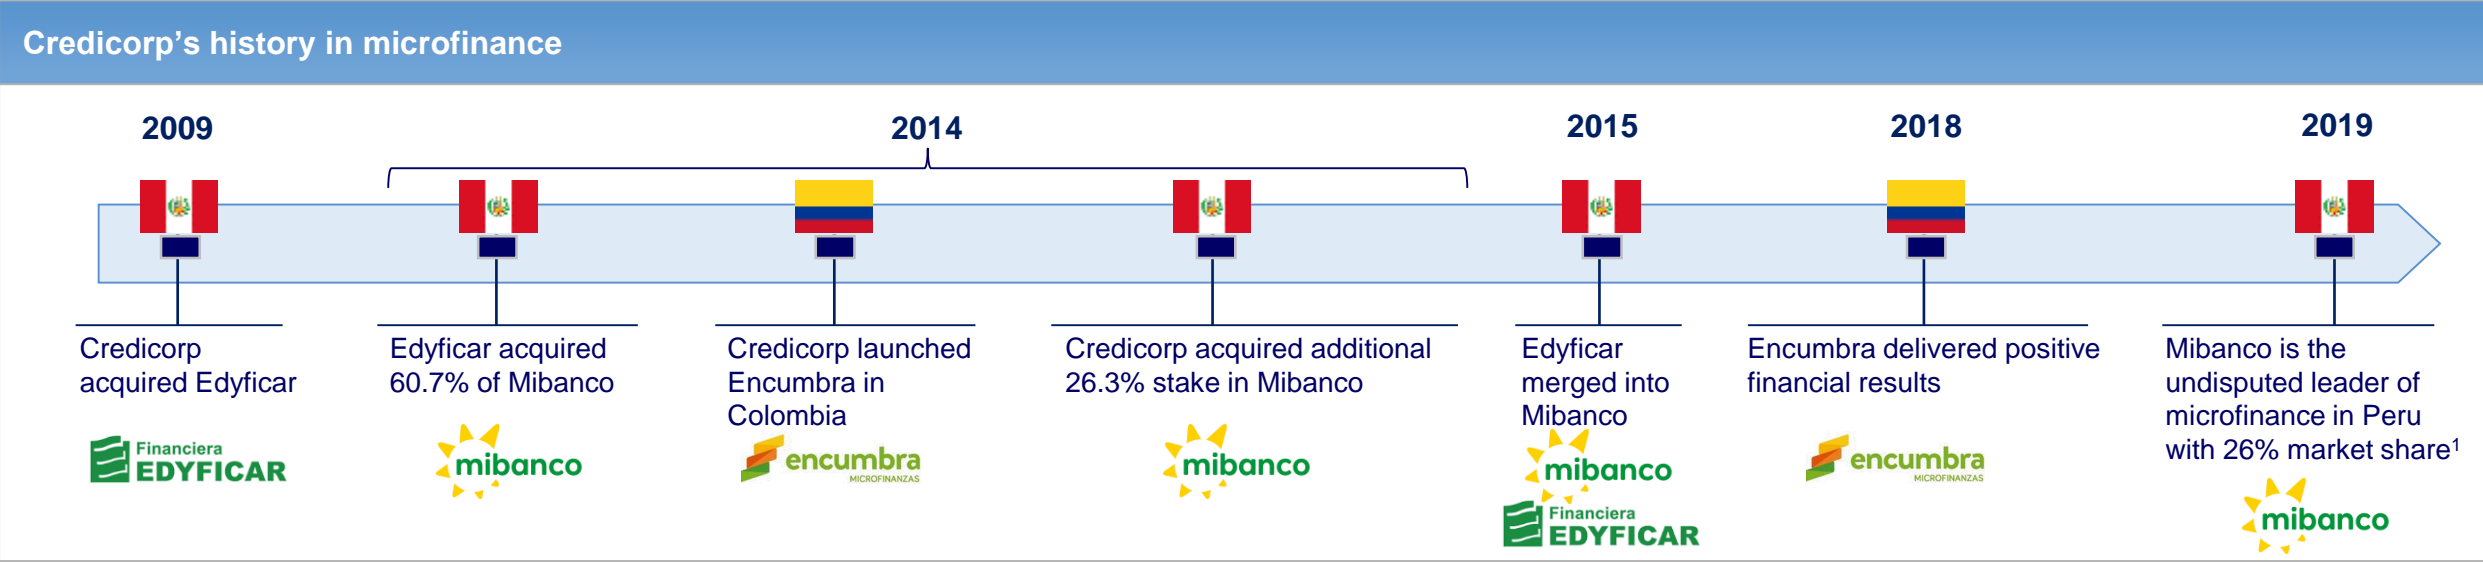 Credicorp’s history in microfinance
2009
2014
2015
2018
2019
Credicorp
acquired Edyficar
Financiera
EDYFICAR
Edyficar acquired
60.7% of Mibanco
mibanco
Credicorp launched
Encumbra in
Colombia
encumbra
MICROFINANZAS
Credicorp acquired additional
26.3% stake in Mibanco
mibanco
Edyficar
merged into
Mibanco
mibanco
Financiera
EDYFICAR
Encumbra delivered positive
financial results
encumbra
MICROFINANZAS
Mibanco is the
undisputed leader of
microfinance in Peru
with 26% market share¹
mibanco